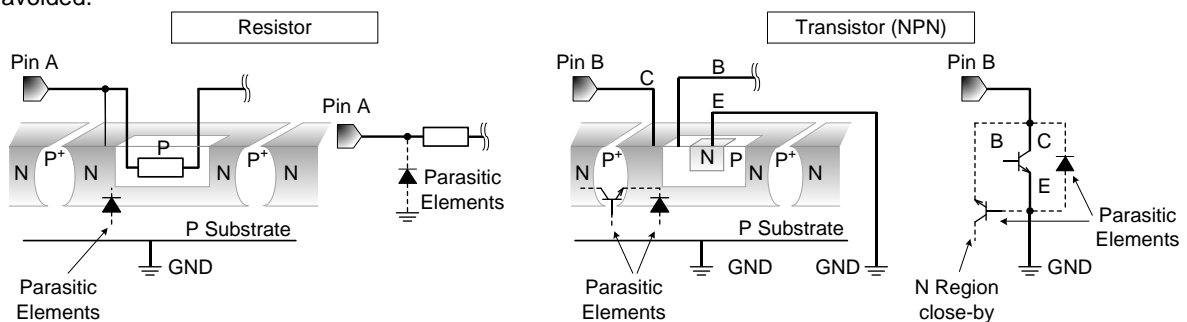 avoided.
Resistor
Transistor (NPN)
Pin A
Pin A
P
N
P+
N
N
P+
N
Parasitic
Elements
P Substrate
GND
Parasitic
Elements
Pin B
C
B
E
N
P+
N
N
P
N
P+
N
P Substrate
GND
GND
Parasitic
Elements
Pin B
B
C
E
Parasitic
Elements
GND
N Region
close-by